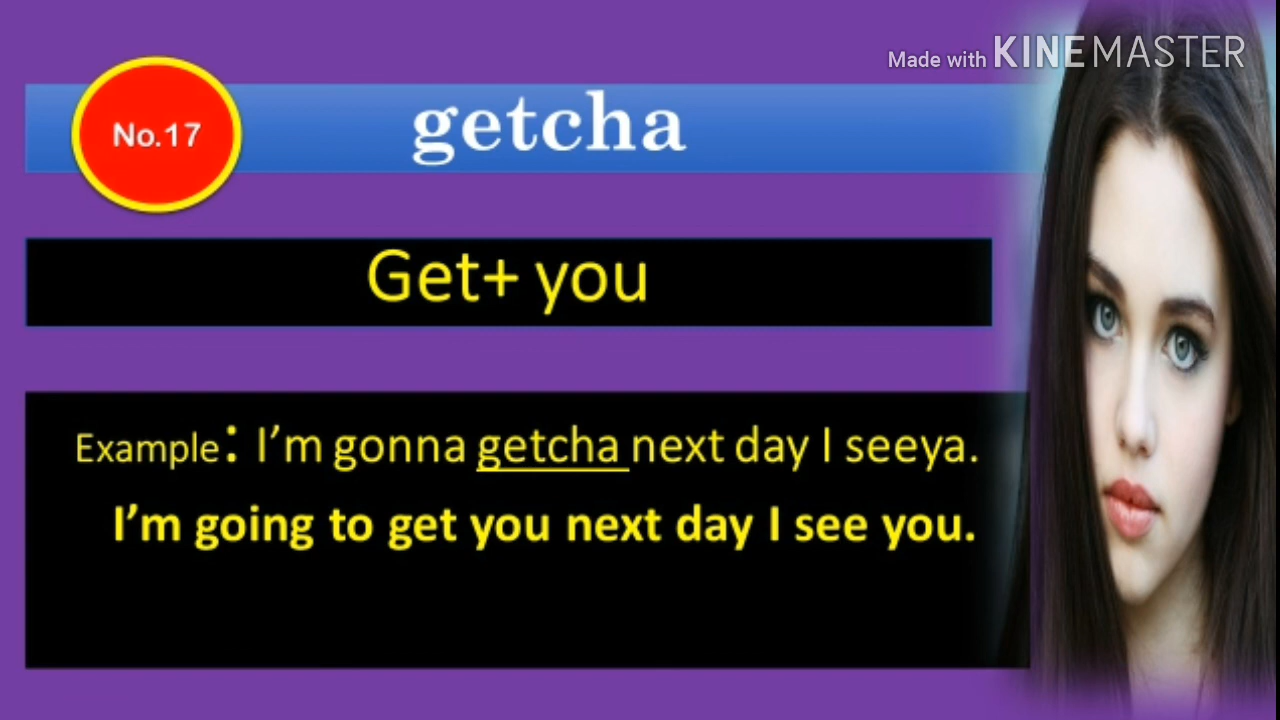 Made with KINEMASTER
No.17
getcha
Get+ you
Example: I'm gonna getcha next day I seeya.
I'm going to get you next day I see you.